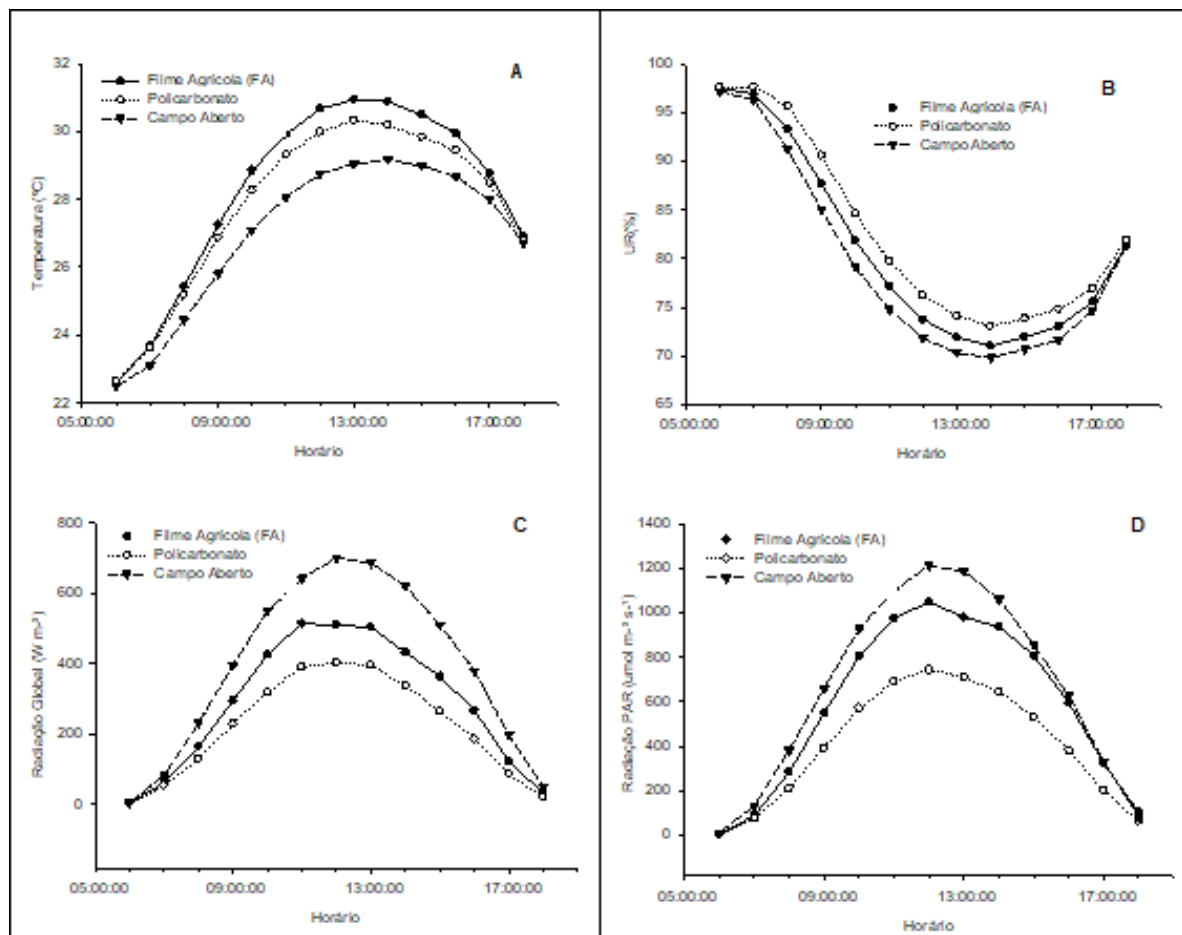 A
Filme Agrícola (FA)
Policarbonato
Campo Aberto
32
30
28
26
24
22
Temperatura (ºC)
05:00:00 09:00:00 13:00:00 17:00:00
Horário
B
Filme Agrícola (FA)
Policarbonato
Campo Aberto
100
95
90
85
80
75
70
65
UR(%)
05:00:00 09:00:00 13:00:00 17:00:00
Horário
C
Filme Agrícola (FA)
Policarbonato
Campo Aberto
800
600
400
200
0
Radiação Global (W m-²)
05:00:00 09:00:00 13:00:00 17:00:00
Horário
D
Filme Agrícola (FA)
Policarbonato
Campo Aberto
1400
1200
1000
800
600
400
200
0
Radiação PAR (umol m-² s-¹)
05:00:00 09:00:00 13:00:00 17:00:00
Horário